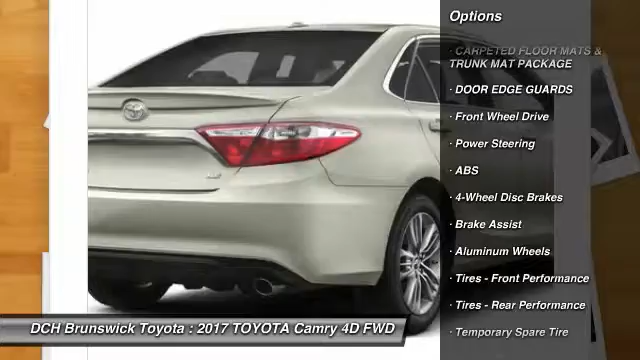 Options
· CARPETED FLOOR MATS &
TRUNK MAT PACKAGE
· DOOR EDGE GUARDS
· Front Wheel Drive
· Power Steering
· ABS
· 4-Wheel Disc Brakes
· Brake Assist
· Aluminum Wheels
· Tires - Front Performance
· Tires - Rear Performance
· Temporary Spare Tire
DCH Brunswick Toyota : 2017 TOYOTA Camry 4D FWD